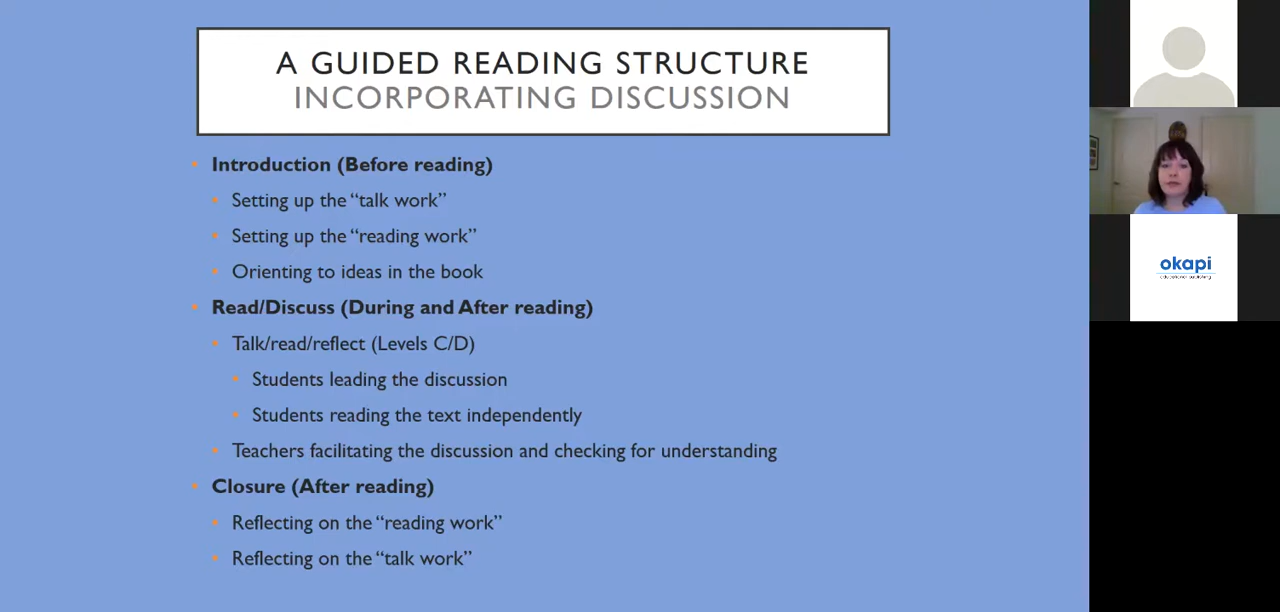 A GUIDED READING STRUCTURE
INCORPORATING DISCUSSION
Introduction (Before reading)
Setting up the “talk work”
Setting up the “reading work”
Orienting to ideas in the book
Read/Discuss (During and After reading)
Talk/read/reflect (Levels C/D)
Students leading the discussion
Students reading the text independently
Teachers facilitating the discussion and checking for understanding
Closure (After reading)
Reflecting on the “reading work”
Reflecting on the “talk work”
okapi
educational publishing